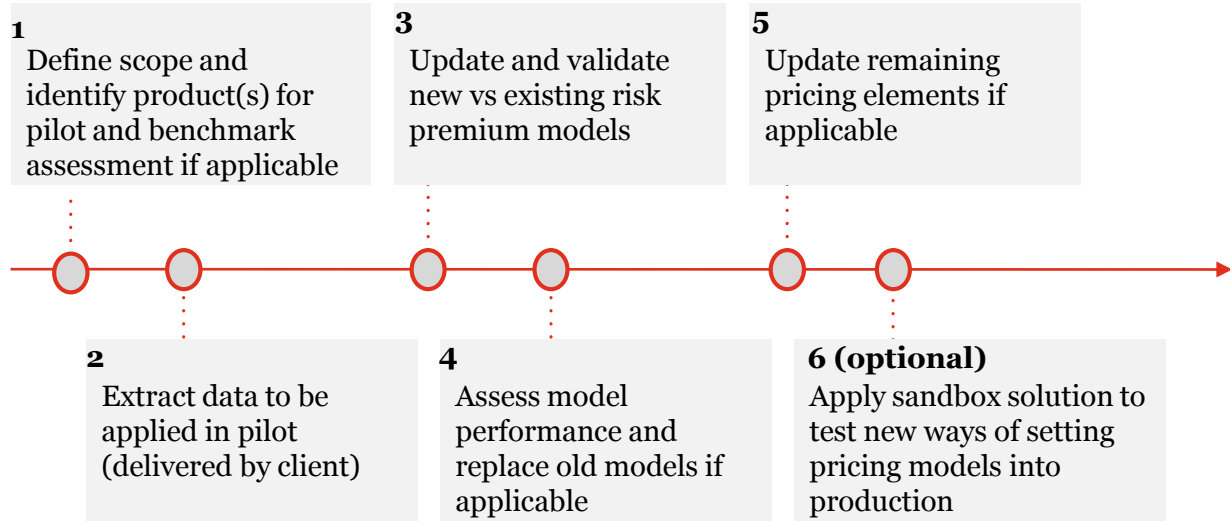 1
Define scope and
identify product(s) for
pilot and benchmark
assessment if applicable
2
Extract data to be
applied in pilot
(delivered by client)
3
Update and validate
new vs existing risk
premium models
4
Assess model
performance and
replace old models if
applicable
5
Update remaining
pricing elements if
applicable
6 (optional)
Apply sandbox solution to
test new ways of setting
pricing models into
production